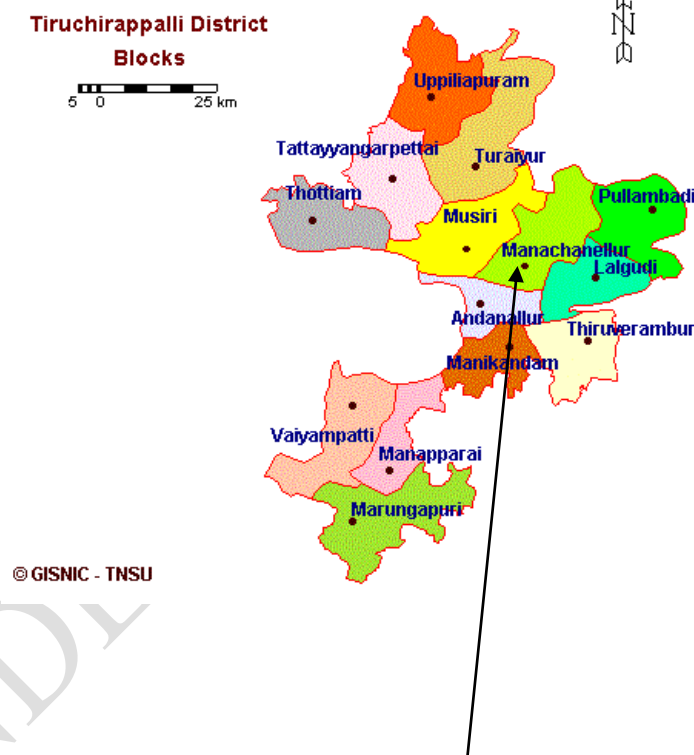 Tiruchirappalli District
Blocks
5 0 25 km
N
Uppiliapuram
Tattayyangarpettai
Turaiyur
Thottiam
Pullambadi
Musiri
Manachanellur
Lalgudi
Andanallur
Thiruverambur
Manikandam
Vaiyampatti
Manapparai
Marungapuri
© GISNIC - TNSU